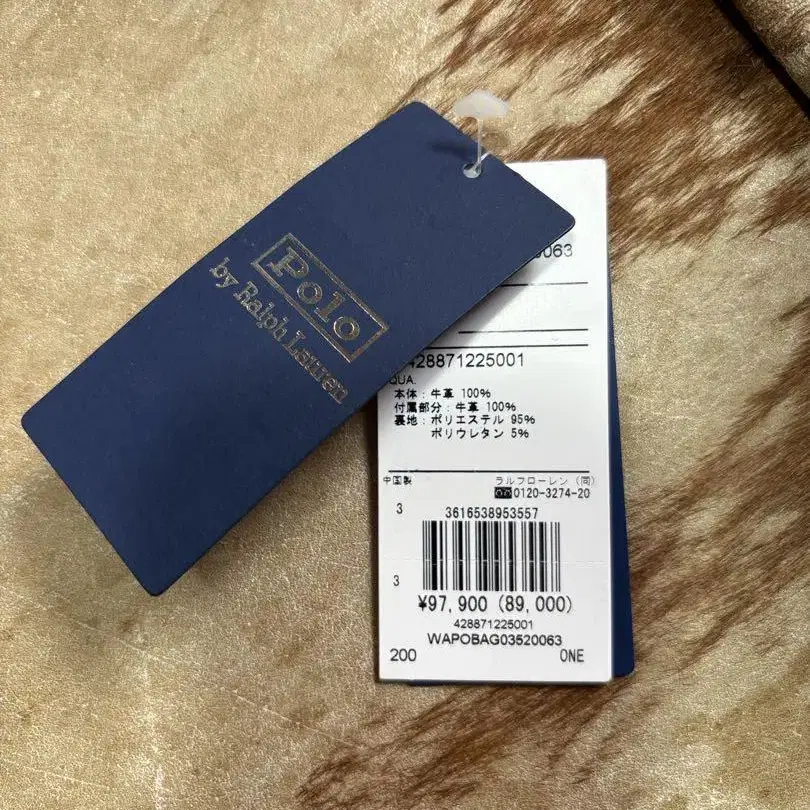 Polo
by Ralph Lauren
0063
428871225001
QUA.
本体：牛革 100%
付属部分：牛革 100%
裏地：ポリエステル 95%
ポリウレタン 5%
中国製
ラルフローレン（同）
0120-3274-20
3
3616538953557
3
¥97,900 (89,000)
428871225001
WAPOBAG03520063
200
ONE